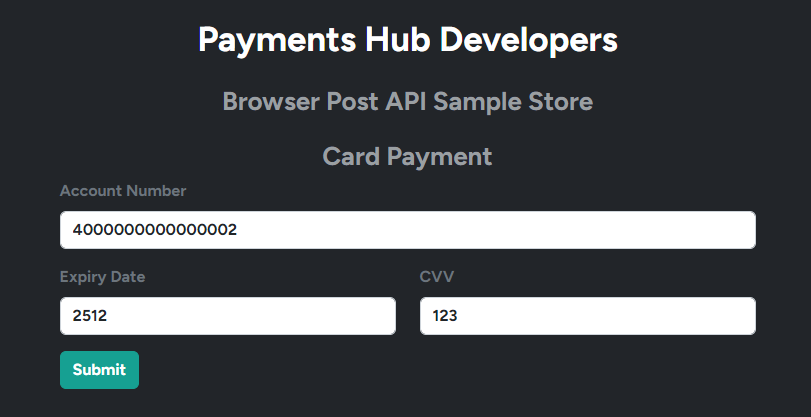 Payments Hub Developers
Browser Post API Sample Store
Card Payment
Account Number
4000000000000002
Expiry Date CVV
2512 123
Submit